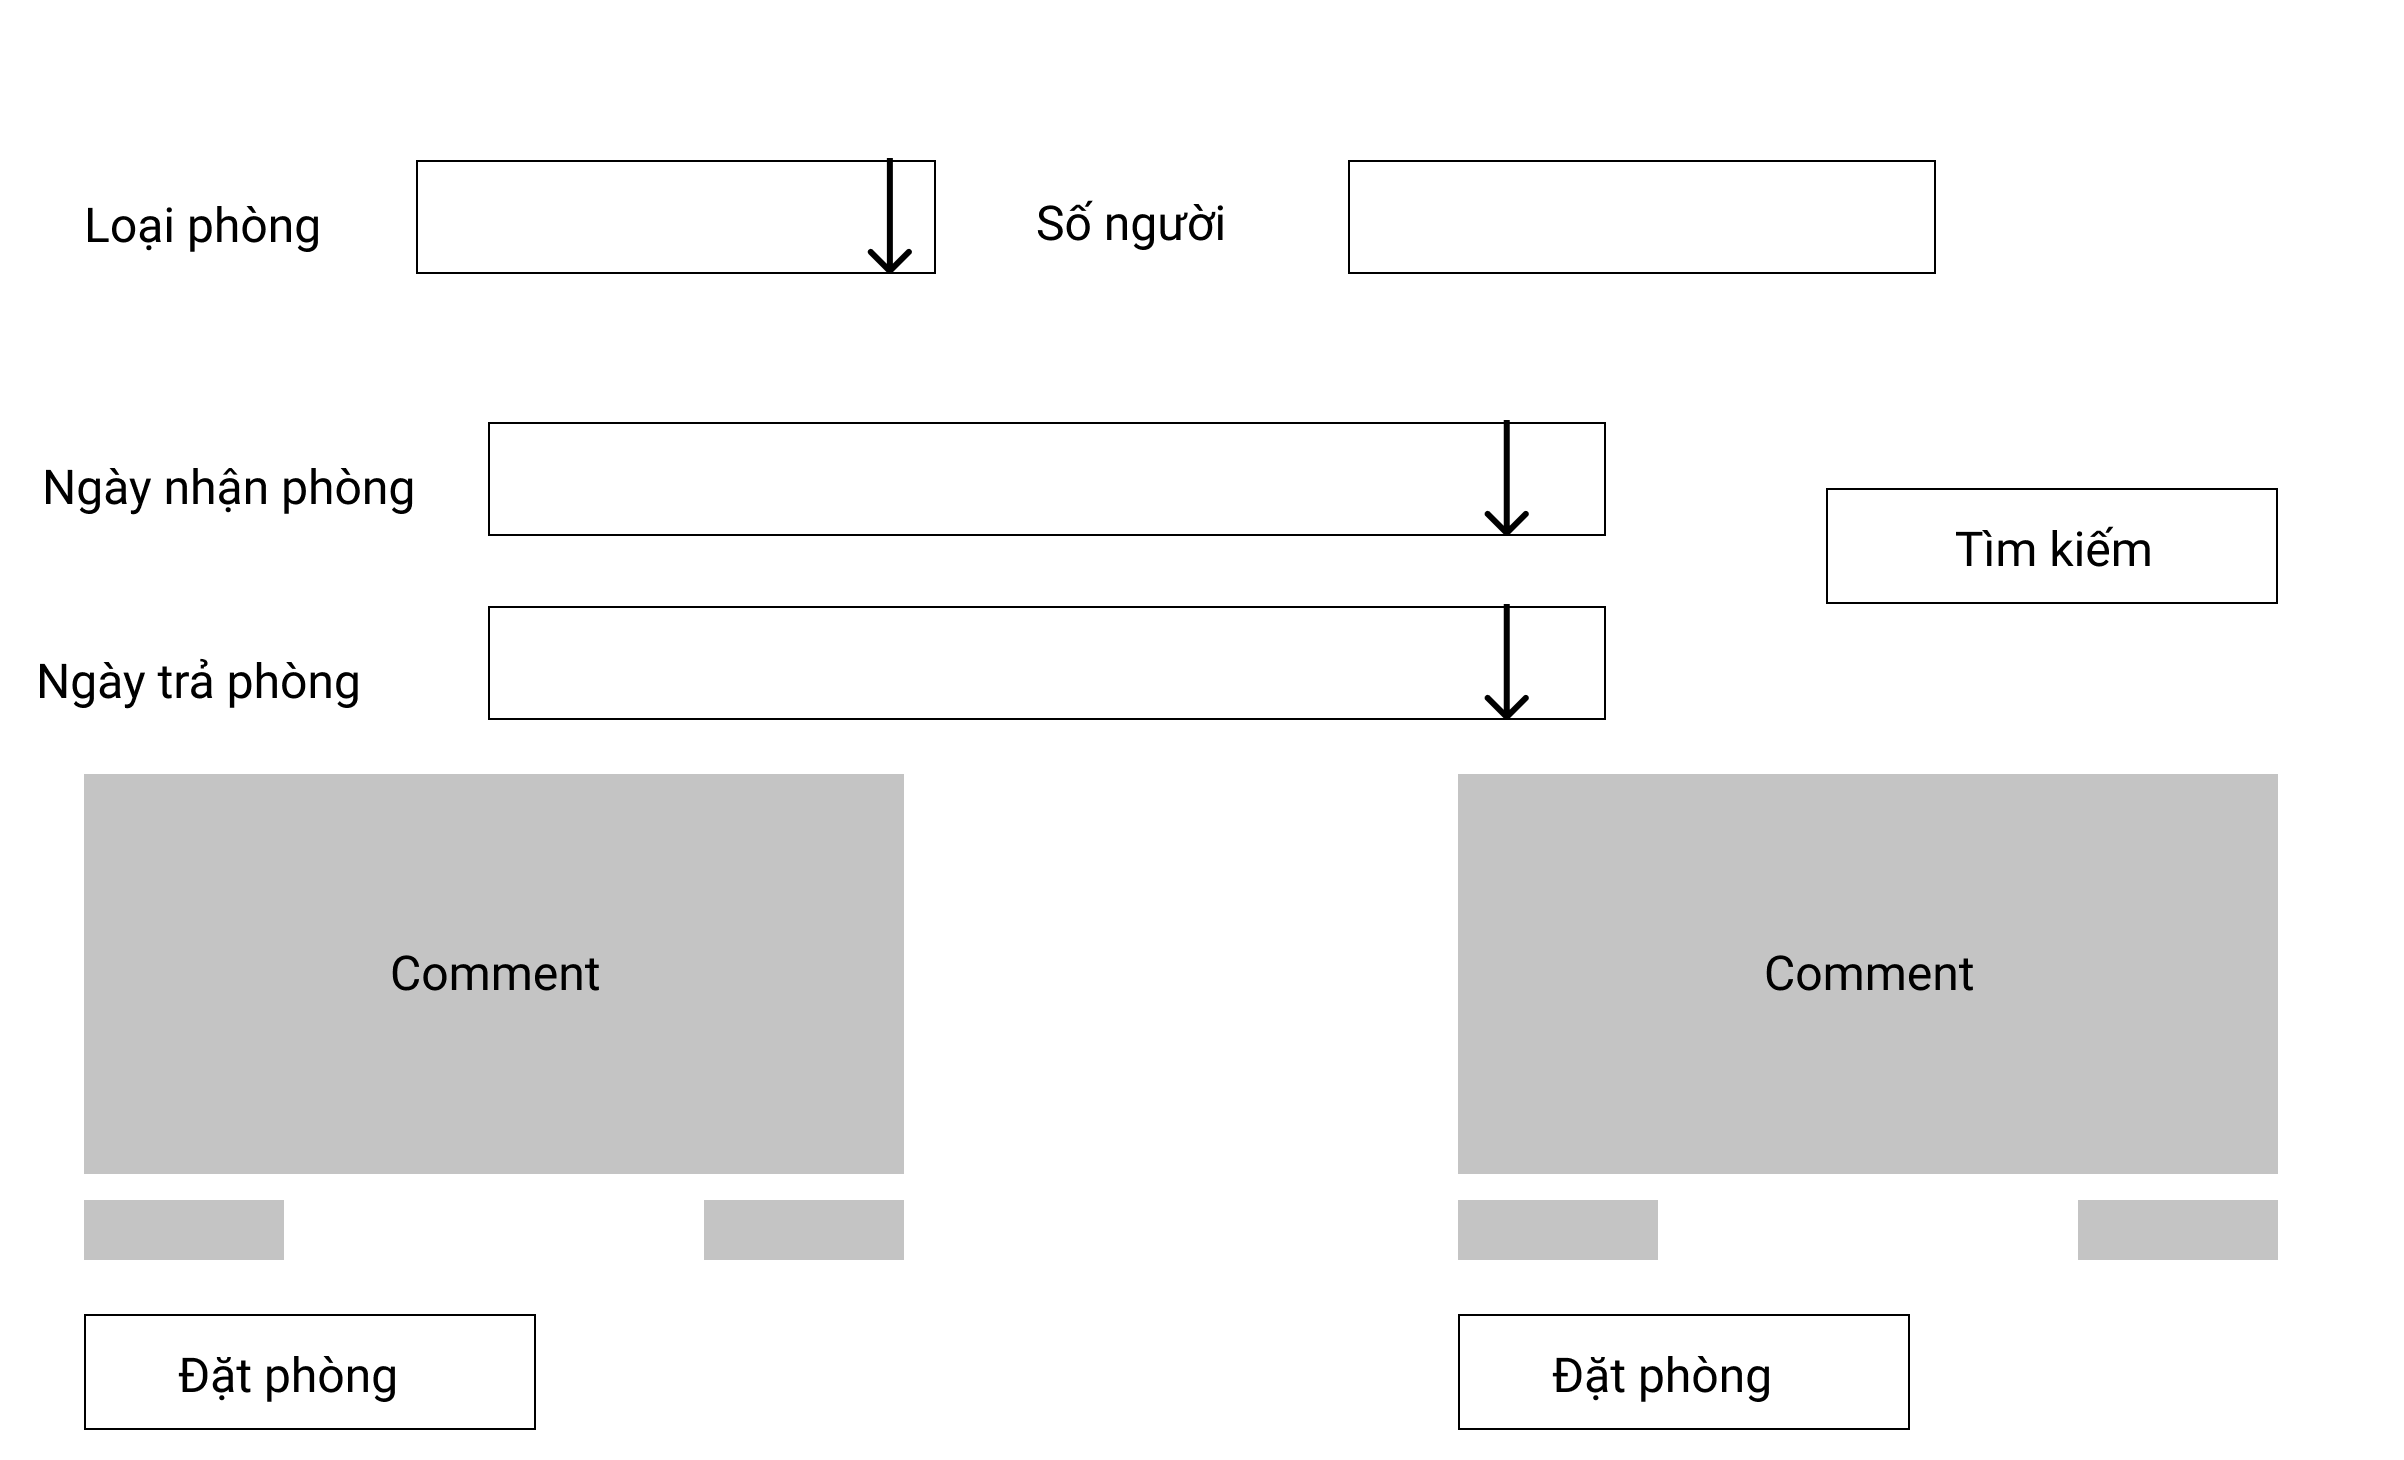 Loại phòng
Số người
Ngày nhận phòng
Tìm kiếm
Ngày trả phòng
Comment
Comment
Đặt phòng
Đặt phòng